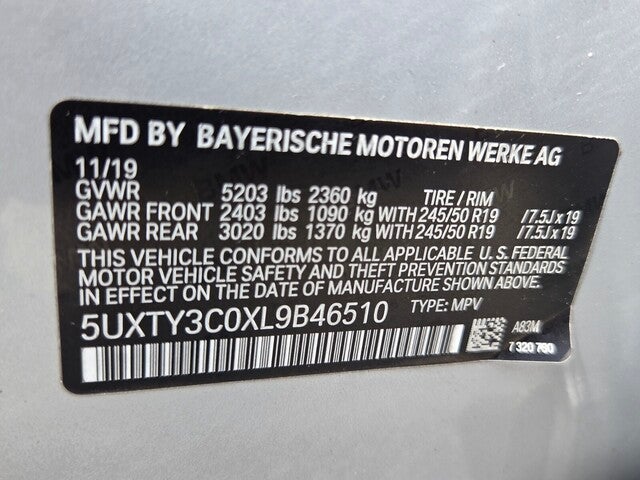 MFD BY BAYERISCHE MOTOREN WERKE AG
11/19
GVWR 5203 lbs 2360 kg TIRE / RIM
GAWR FRONT 2403 lbs 1090 kg WITH 245/50 R19 /7.5J x 19
GAWR REAR 3020 lbs 1370 kg WITH 245/50 R19 /7.5J x 19
THIS VEHICLE CONFORMS TO ALL APPLICABLE U. S. FEDERAL
MOTOR VEHICLE SAFETY AND THEFT PREVENTION STANDARDS
IN EFFECT ON THE DATE OF MANUFACTURE SHOWN ABOVE.
5UXTY3C0XL9B46510 TYPE: MPV
A83M
7 320 760